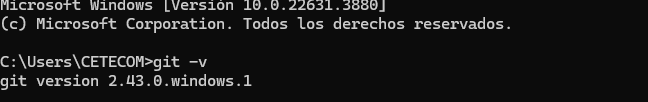 Microsoft Windows [Versión 10.0.22631.3880]
(c) Microsoft Corporation. Todos los derechos reservados.
C:\Users\CETECOM>git -v
git version 2.43.0.windows.1